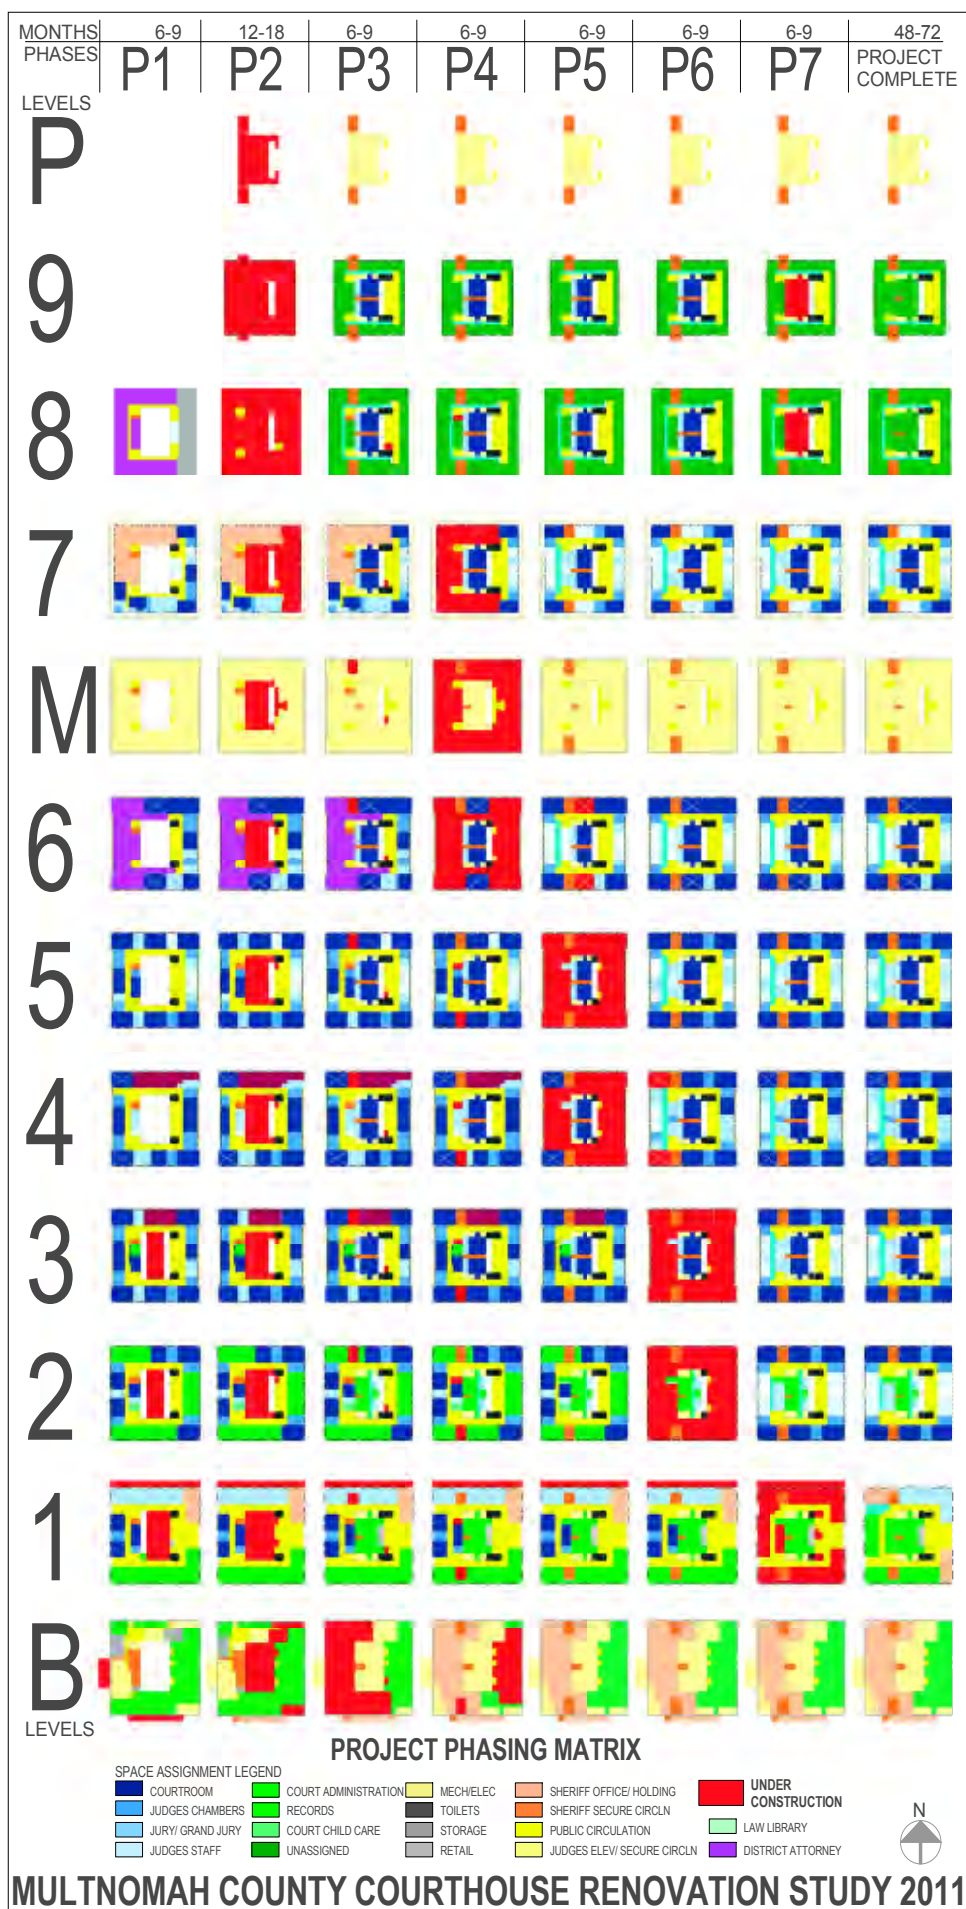 MONTHS 6-9 12-18 6-9 6-9 6-9 6-9 6-9 48-72
PHASES P1 P2 P3 P4 P5 P6 P7 PROJECT COMPLETE
LEVELS
P
9
8
7
M
6
5
4
3
2
1
B
LEVELS
PROJECT PHASING MATRIX
SPACE ASSIGNMENT LEGEND
COURTROOM COURT ADMINISTRATION MECH/ELEC SHERIFF OFFICE/ HOLDING UNDER CONSTRUCTION
JUDGES CHAMBERS RECORDS TOILETS SHERIFF SECURE CIRCLN
JURY/ GRAND JURY COURT CHILD CARE STORAGE PUBLIC CIRCULATION LAW LIBRARY
JUDGES STAFF UNASSIGNED RETAIL JUDGES ELEV/ SECURE CIRCLN DISTRICT ATTORNEY
N
MULTNOMAH COUNTY COURTHOUSE RENOVATION STUDY 2011